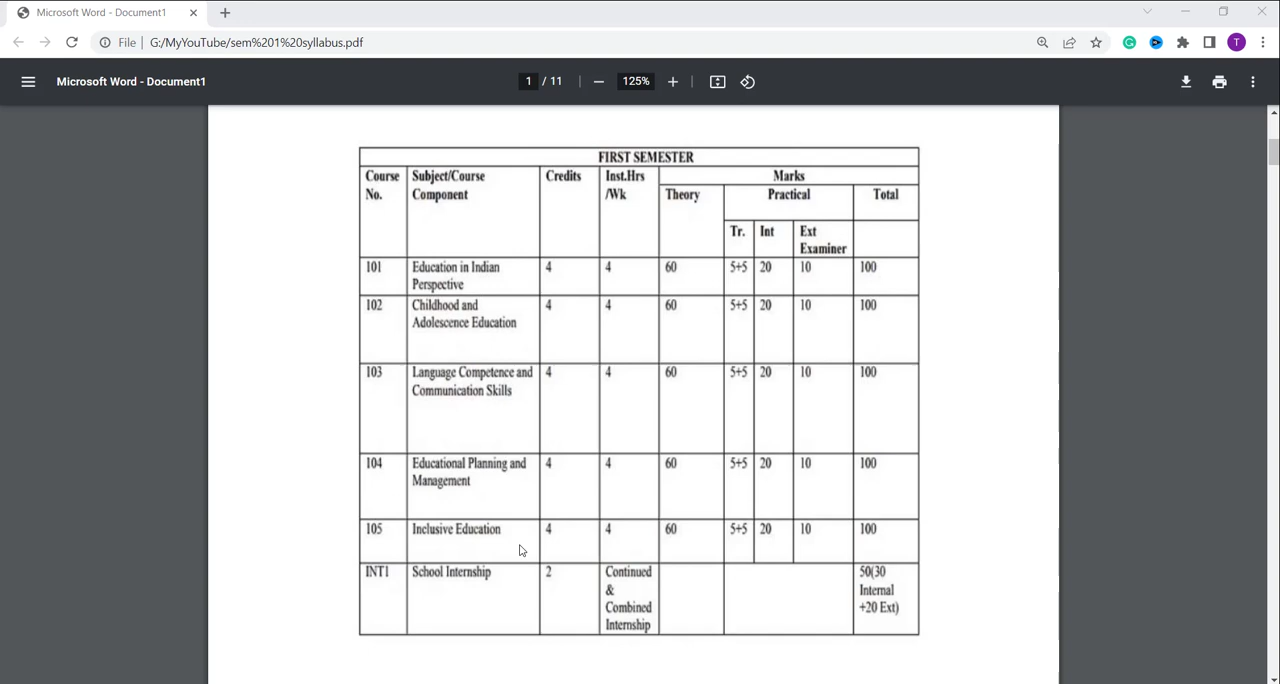 Microsoft Word - Document1
File | G:/MyYouTube/sem%201%20syllabus.pdf
T
Microsoft Word - Document1
1 / 11
125%
FIRST SEMESTER
Course No. Subject/Course Component Credits Inst.Hrs /Wk Marks
Theory Practical Total
Tr. Int Ext Examiner
101 Education in Indian Perspective 4 4 60 5+5 20 10 100
102 Childhood and Adolescence Education 4 4 60 5+5 20 10 100
103 Language Competence and Communication Skills 4 4 60 5+5 20 10 100
104 Educational Planning and Management 4 4 60 5+5 20 10 100
105 Inclusive Education 4 4 60 5+5 20 10 100
INT1 School Internship 2 Continued & Combined Internship 50(30 Internal +20 Ext)